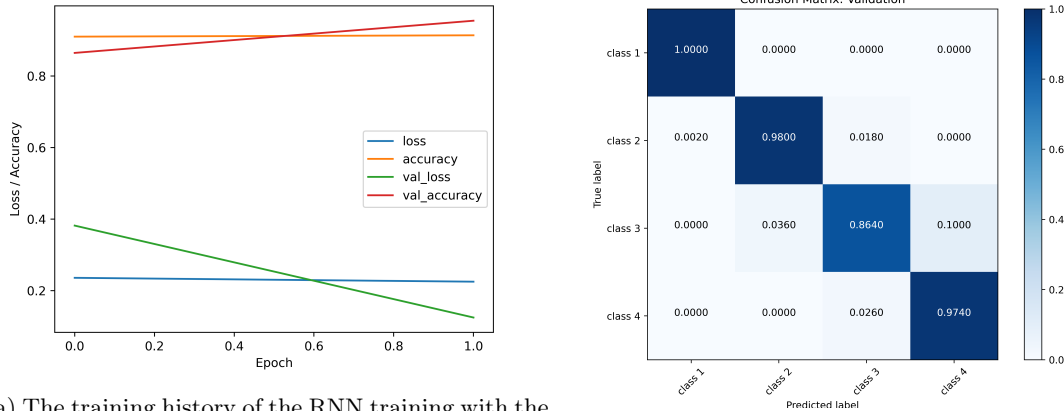 Confusion Matrix: Validation
0.8
0.6
0.4
0.2
Loss / Accuracy
loss
accuracy
val_loss
val_accuracy
0.0 0.2 0.4 0.6 0.8 1.0
Epoch
a) The training history of the RNN training with the
True label
class 1 1.0000 0.0000 0.0000 0.0000
class 2 0.0020 0.9800 0.0180 0.0000
class 3 0.0000 0.0360 0.8640 0.1000
class 4 0.0000 0.0000 0.0260 0.9740
class 1 class 2 class 3 class 4
Predicted label
1.0
0.8
0.6
0.4
0.2
0.0